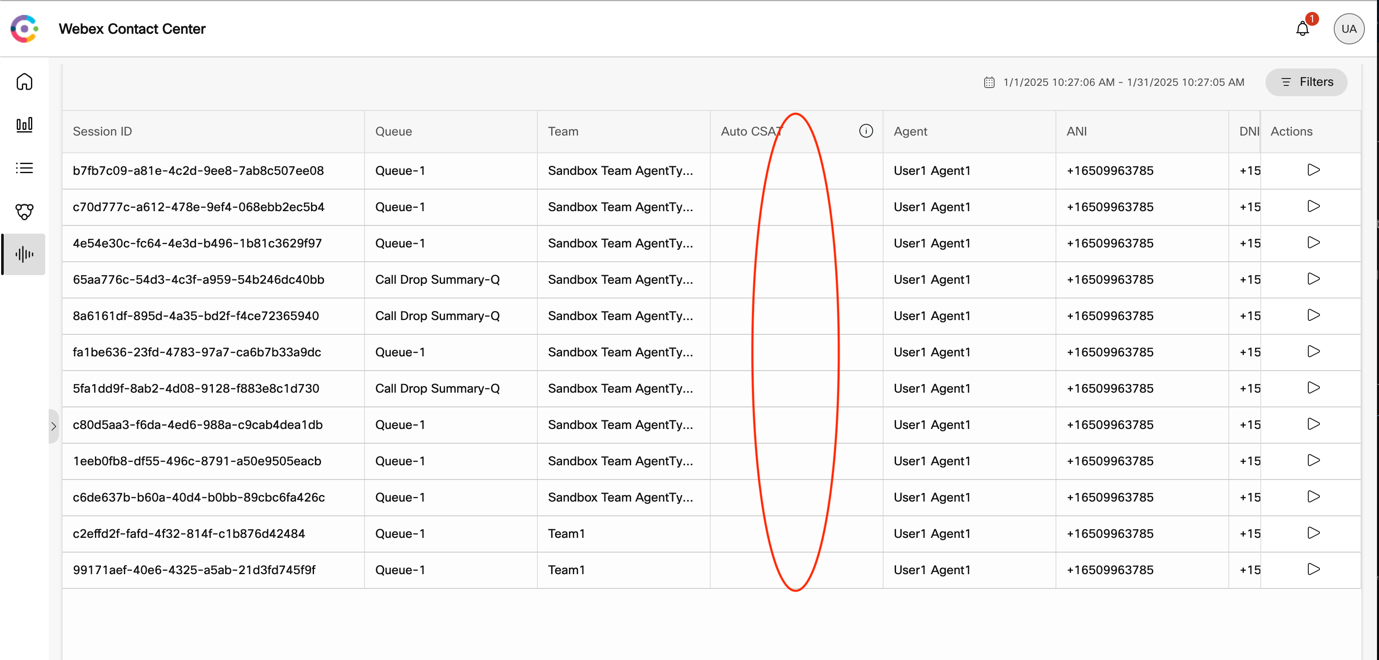 Webex Contact Center
1
UA
1/1/2025 10:27:06 AM - 1/31/2025 10:27:05 AM
Filters
Session ID Queue Team Auto CSAT Agent ANI DNI Actions
b7fb7c09-a81e-4c2d-9ee8-7ab8c507ee08 Queue-1 Sandbox Team AgentTy... User1 Agent1 +16509963785 +15
c70d777c-a612-478e-9ef4-068ebb2ec5b4 Queue-1 Sandbox Team AgentTy... User1 Agent1 +16509963785 +15
4e54e30c-fc64-4e3d-b496-1b81c3629f97 Queue-1 Sandbox Team AgentTy... User1 Agent1 +16509963785 +15
65aa776c-54d3-4c3f-a959-54b246dc40bb Call Drop Summary-Q Sandbox Team AgentTy... User1 Agent1 +16509963785 +15
8a6161df-895d-4a35-bd2f-f4ce72365940 Call Drop Summary-Q Sandbox Team AgentTy... User1 Agent1 +16509963785 +15
fa1be636-23fd-4783-97a7-ca6b7b33a9dc Queue-1 Sandbox Team AgentTy... User1 Agent1 +16509963785 +15
5fa1dd9f-8ab2-4d08-9128-f883e8c1d730 Call Drop Summary-Q Sandbox Team AgentTy... User1 Agent1 +16509963785 +15
c80d5aa3-f6da-4ed6-988a-c9cab4dea1db Queue-1 Sandbox Team AgentTy... User1 Agent1 +16509963785 +15
1eeb0fb8-df55-496c-8791-a50e9505eacb Queue-1 Sandbox Team AgentTy... User1 Agent1 +16509963785 +15
c6de637b-b60a-40d4-b0bb-89cbc6fa426c Queue-1 Sandbox Team AgentTy... User1 Agent1 +16509963785 +15
c2effd2f-fafd-4f32-814f-c1b876d42484 Queue-1 Team1 User1 Agent1 +16509963785 +15
99171aef-40e6-4325-a5ab-21d3fd745f9f Queue-1 Team1 User1 Agent1 +16509963785 +15